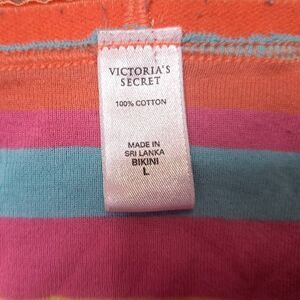 VICTORIA'S
SECRET
100% COTTON
MADE IN
SRI LANKA
BIKINI
L